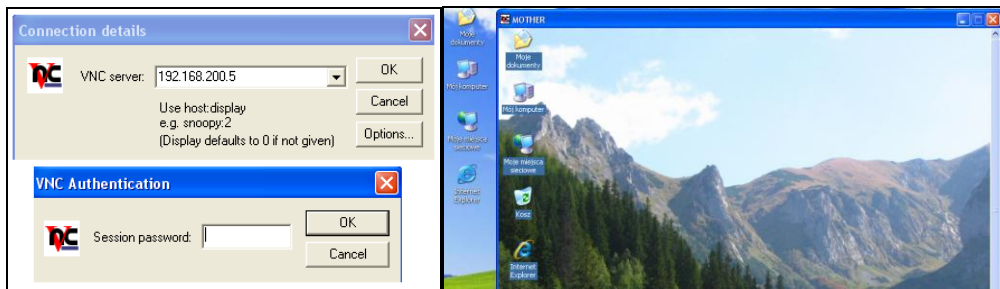 Connection details
VNC server: 192.168.200.5
OK
Use host:display
e.g. snoopy:2
(Display defaults to 0 if not given)
Cancel
Options...
VNC Authentication
Session password:
OK
Cancel
Moje
dokumenty
Mój komputer
Moje miejsca
sieciowe
Internet
Explorer
MOTHER
Moje
dokumenty
Mój komputer
Moje miejsca
sieciowe
Kosz
Internet
Explorer